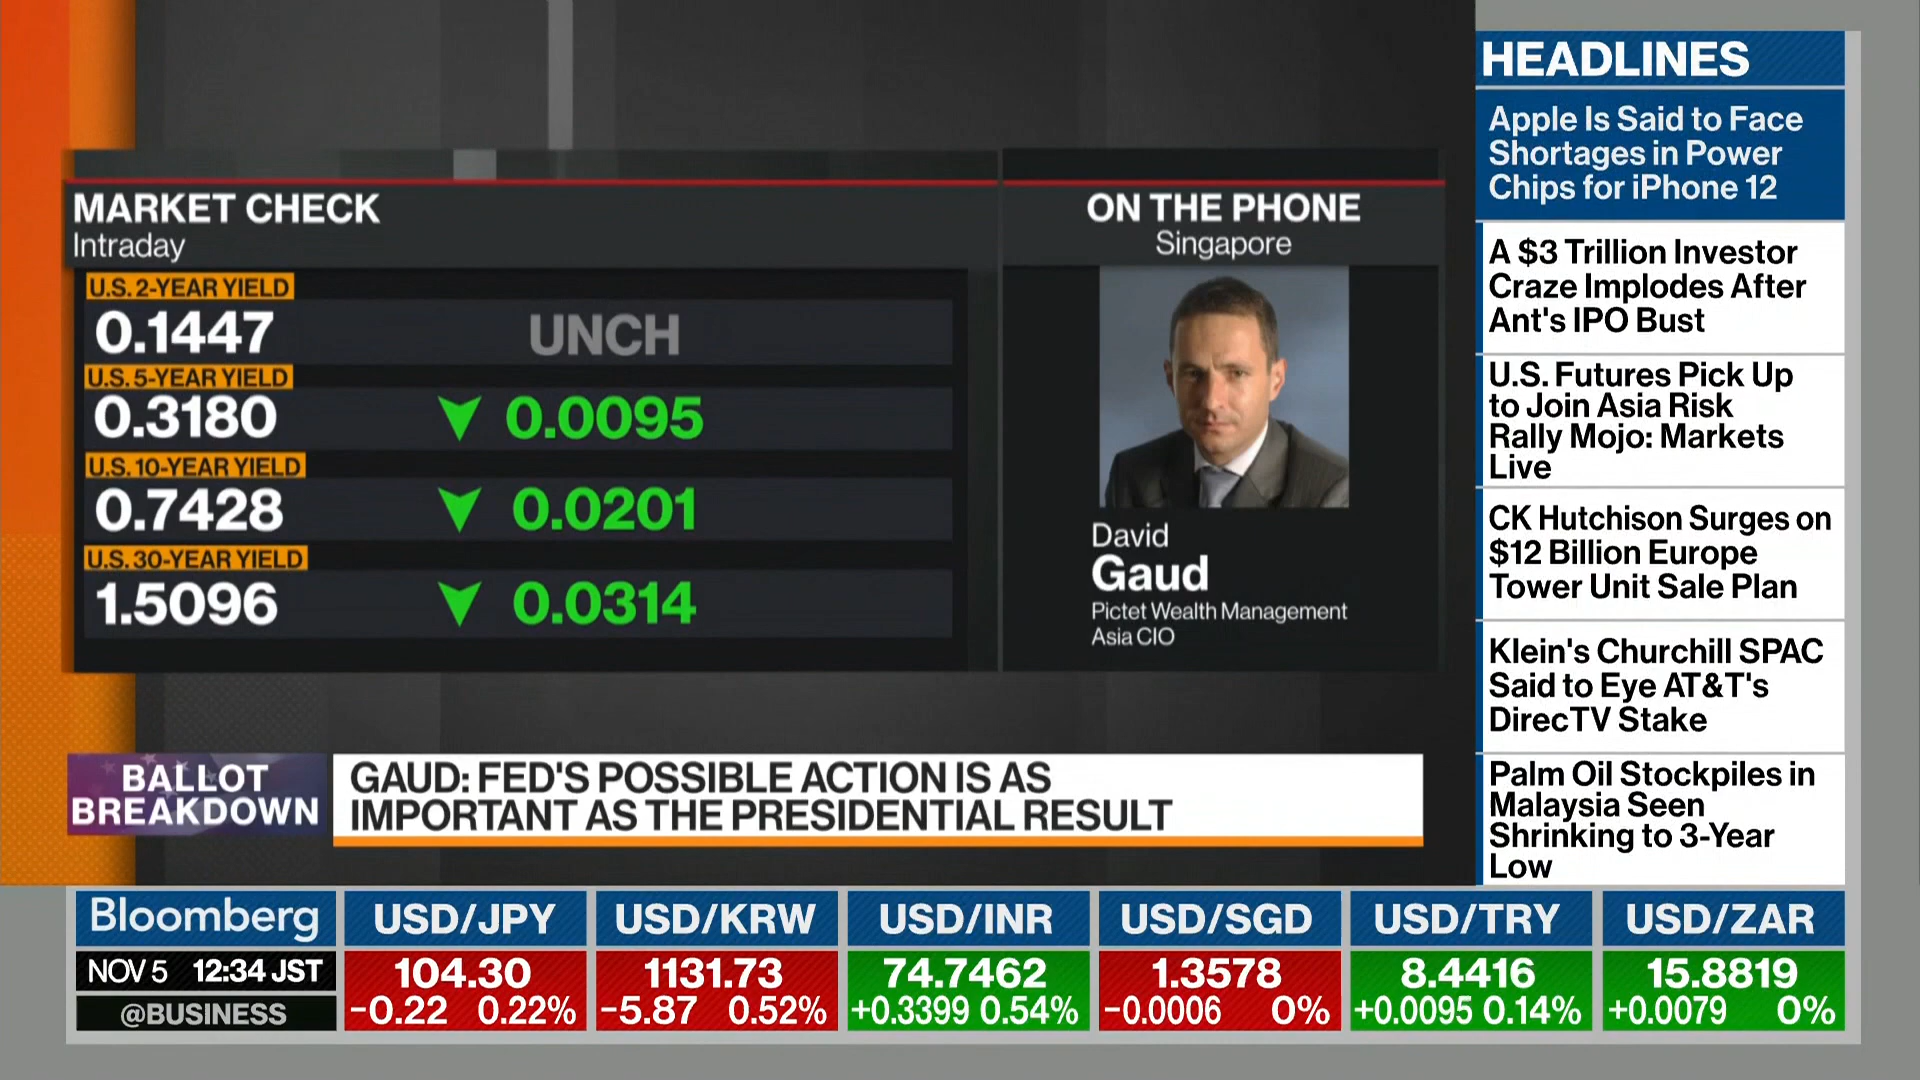 MARKET CHECK
Intraday
U.S. 2-YEAR YIELD
0.1447 UNCH
U.S. 5-YEAR YIELD
0.3180 ▼ 0.0095
U.S. 10-YEAR YIELD
0.7428 ▼ 0.0201
U.S. 30-YEAR YIELD
1.5096 ▼ 0.0314
ON THE PHONE
Singapore
David
Gaud
Pictet Wealth Management
Asia CIO
BALLOT
BREAKDOWN
GAUD: FED'S POSSIBLE ACTION IS AS
IMPORTANT AS THE PRESIDENTIAL RESULT
HEADLINES
Apple Is Said to Face
Shortages in Power
Chips for iPhone 12
A $3 Trillion Investor
Craze Implodes After
Ant's IPO Bust
U.S. Futures Pick Up
to Join Asia Risk
Rally Mojo: Markets
Live
CK Hutchison Surges on
$12 Billion Europe
Tower Unit Sale Plan
Klein's Churchill SPAC
Said to Eye AT&T's
DirecTV Stake
Palm Oil Stockpiles in
Malaysia Seen
Shrinking to 3-Year
Low
Bloomberg
NOV 5 12:34 JST
@BUSINESS
USD/JPY
104.30
-0.22 0.22%
USD/KRW
1131.73
-5.87 0.52%
USD/INR
74.7462
+0.3399 0.54%
USD/SGD
1.3578
-0.0006 0%
USD/TRY
8.4416
+0.0095 0.14%
USD/ZAR
15.8819
+0.0079 0%